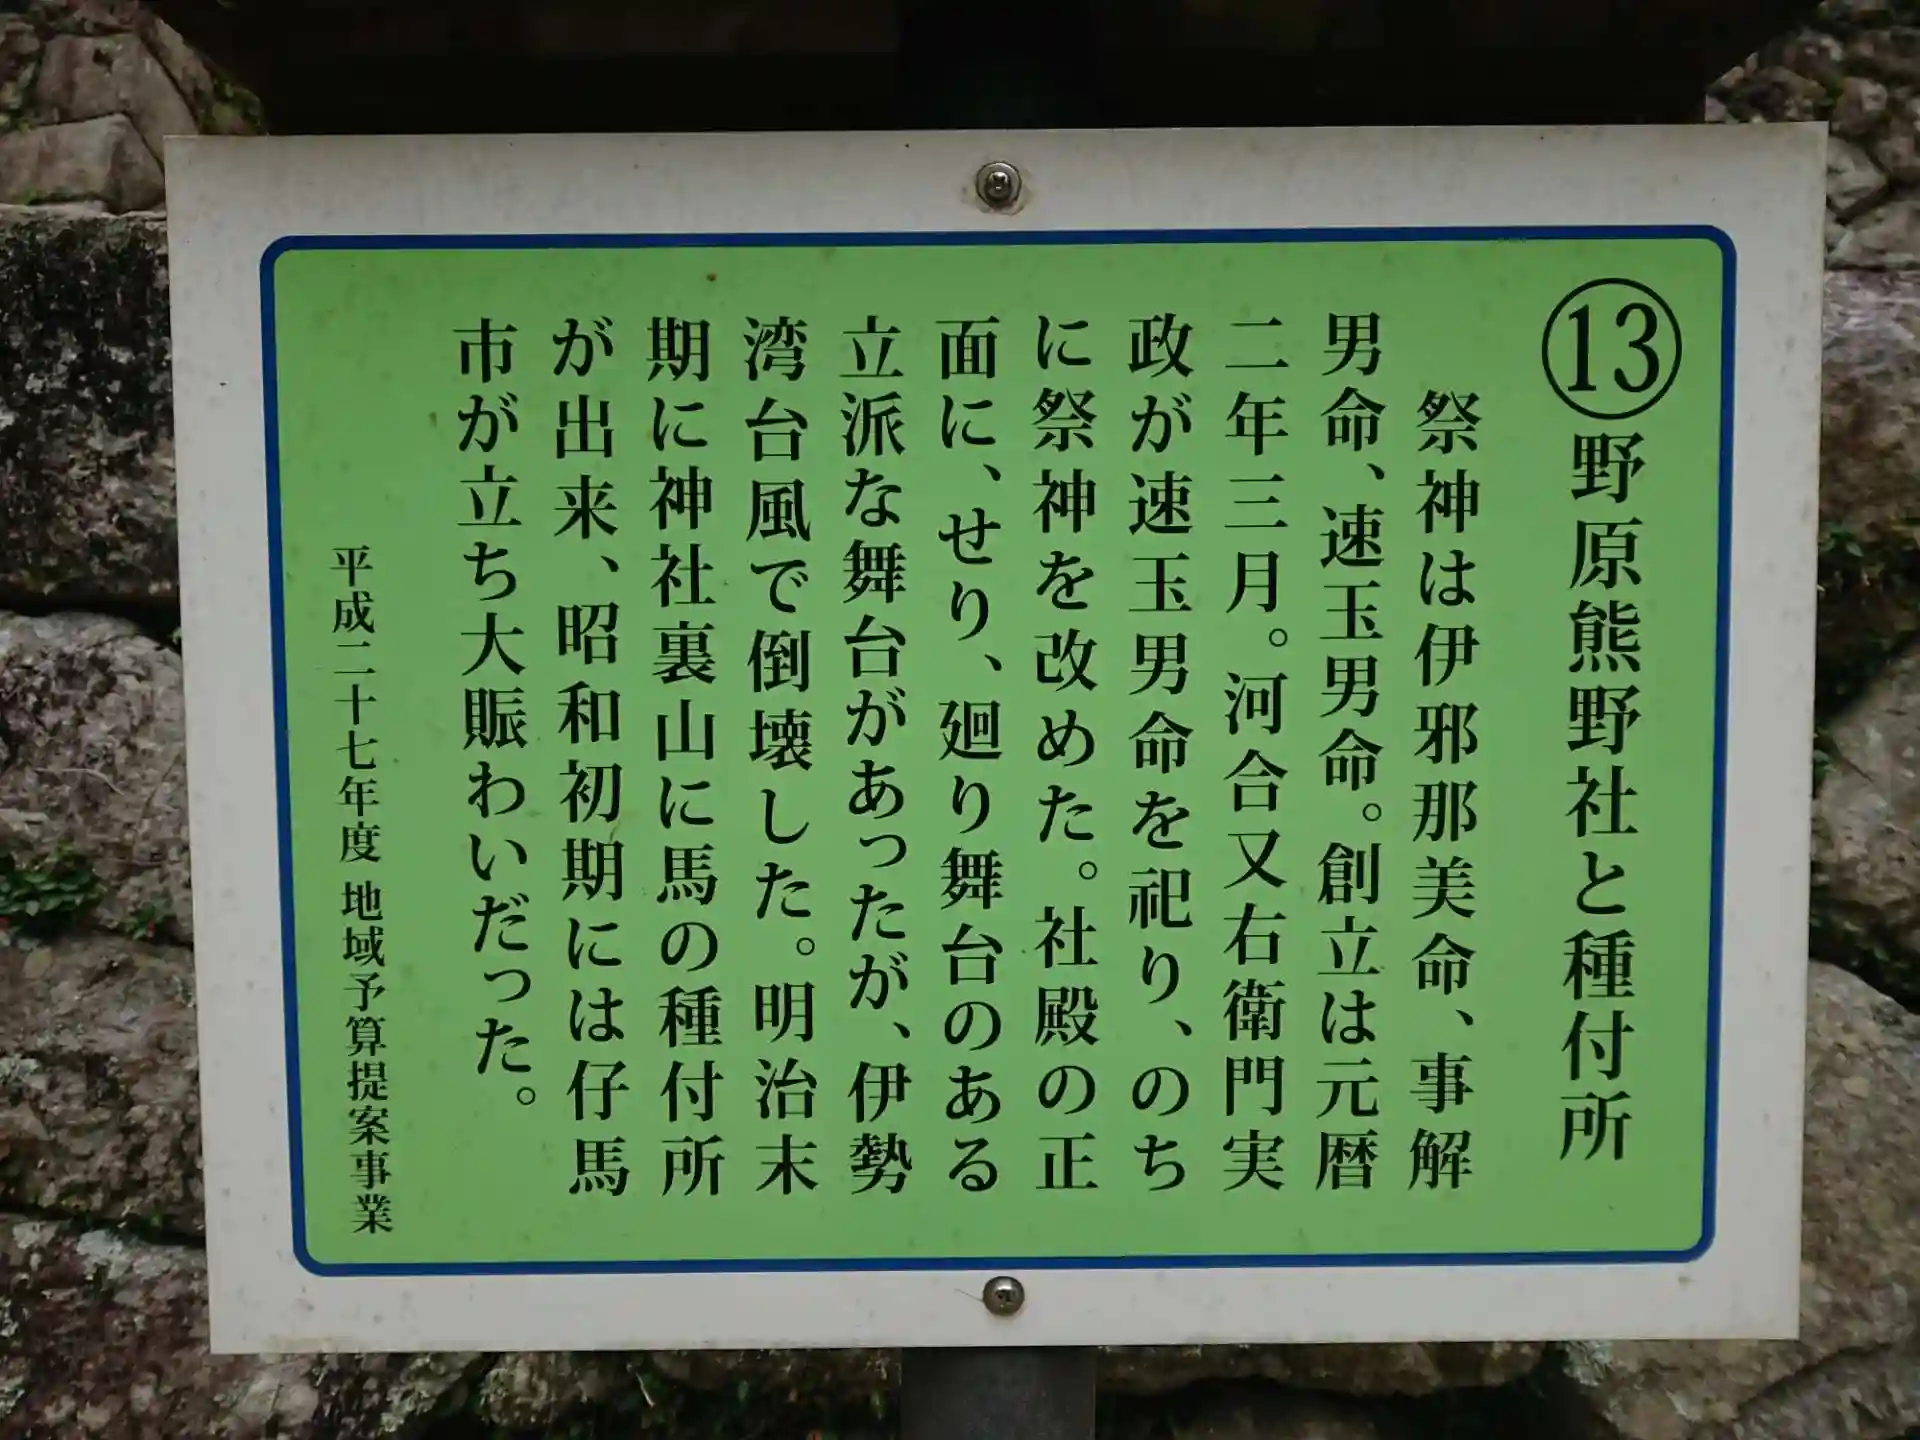 ⑬野原熊野社と種付所
祭神は伊邪那美命、事解
男命、速玉男命。創立は元暦
二年三月。河合又右衛門実
政が速玉男命を祀り、のち
に祭神を改めた。社殿の正
面に、せり、廻り舞台のある
立派な舞台があったが、伊勢
湾台風で倒壊した。明治末
期に神社裏山に馬の種付所
が出来、昭和初期には仔馬
市が立ち大賑わいだった。
平成二十七年度 地域予算提案事業